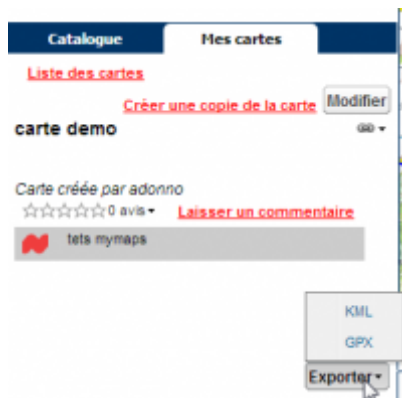 Catalogue Mes cartes
Liste des cartes
Créer une copie de la carte Modifier
carte demo
Carte créée par adonno
0 avis Laisser un commentaire
tets mymaps
KML
GPX
Exporter